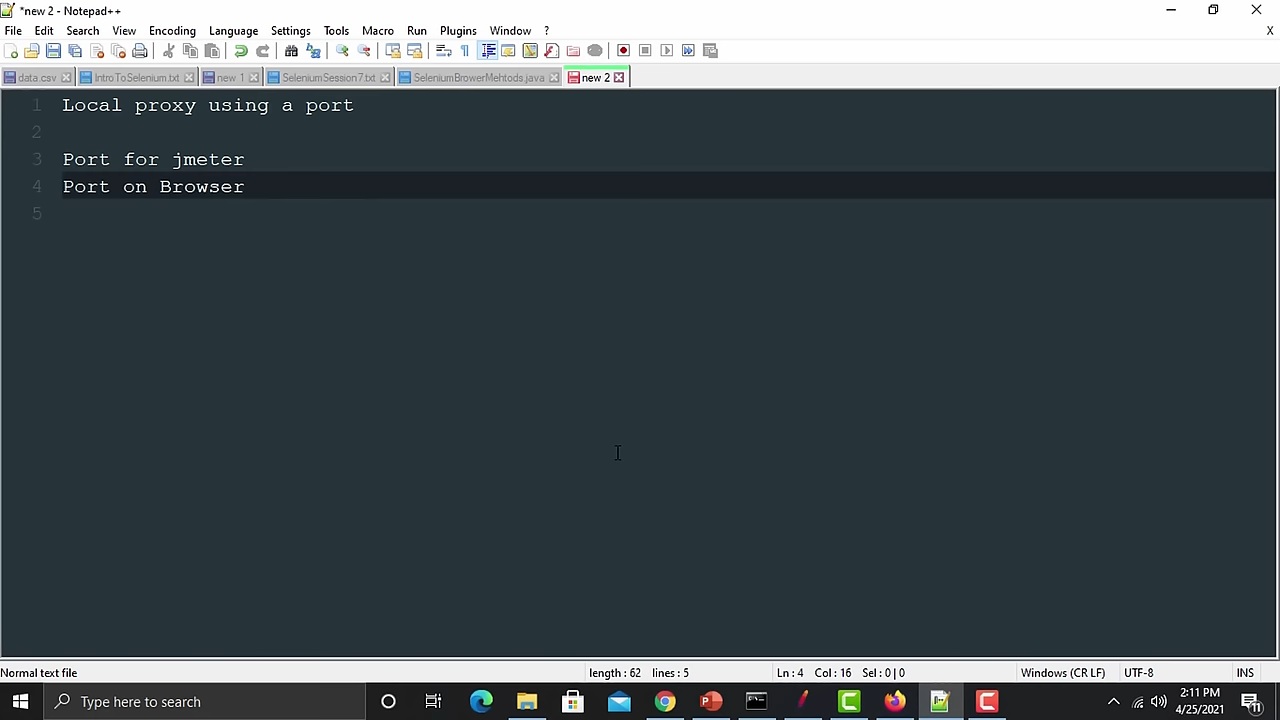 *new 2 - Notepad++
File Edit Search View Encoding Language Settings Tools Macro Run Plugins Window ? X
data.csv IntroToSelenium.txt new 1 SeleniumSession7.txt SeleniumBrowerMehtods.java new 2
1 Local proxy using a port
2
3 Port for jmeter
4 Port on Browser
5
Normal text file length : 62 lines : 5 Ln : 4 Col : 16 Sel : 0 | 0 Windows (CR LF) UTF-8 INS
Type here to search
2:11 PM
4/25/2021
11